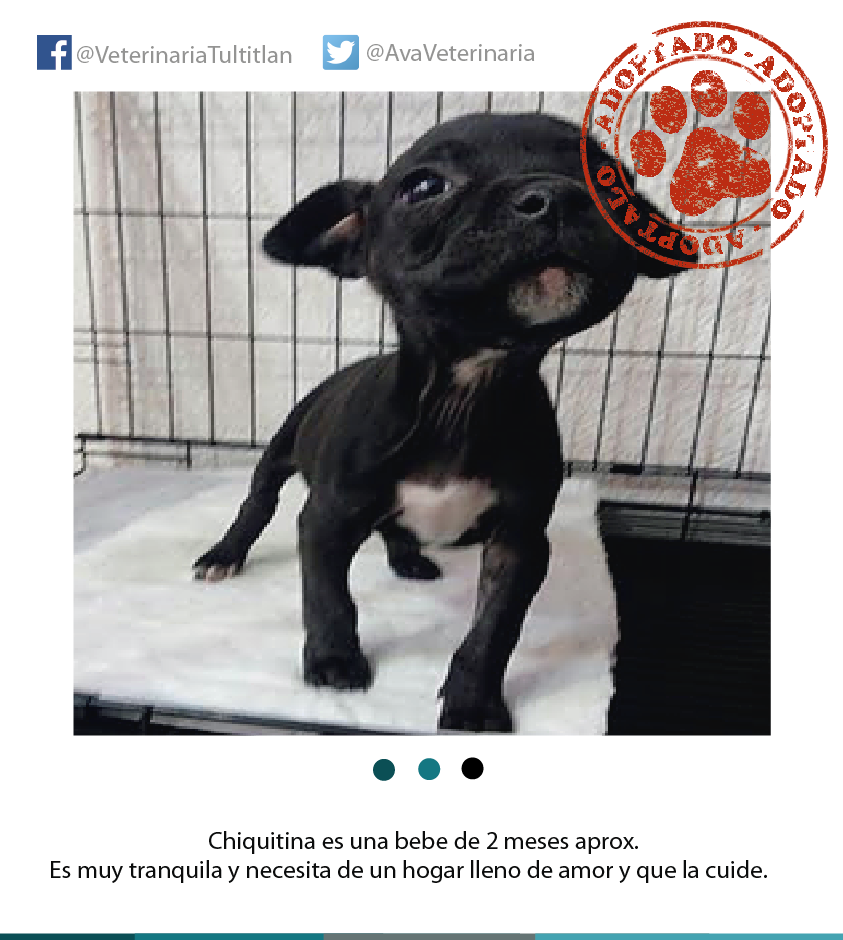 @VeterinariaTultitlan
@AvaVeterinaria
ADOPTADO · ADOPTADO · ADOPTADO · ADOPTADO
Chiquitina es una bebe de 2 meses aprox.
Es muy tranquila y necesita de un hogar lleno de amor y que la cuide.